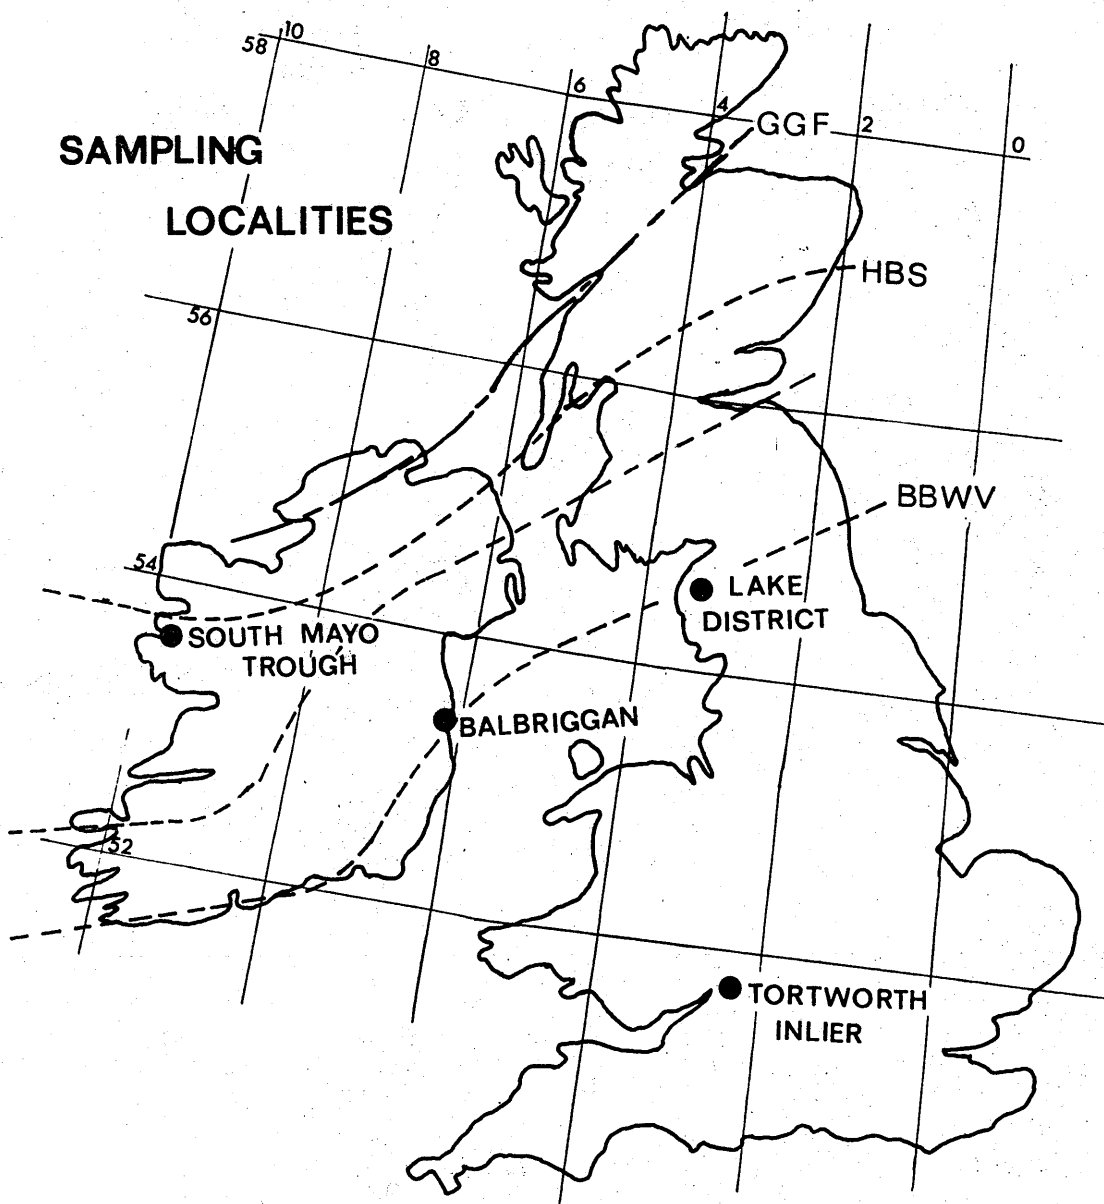 1
10
58
8
6
4
GGF
2
0
SAMPLING
LOCALITIES
HBS
56
BBWV
54
LAKE
DISTRICT
SOUTH MAYO
TROUGH
BALBRIGGAN
52
TORTWORTH
INLIER